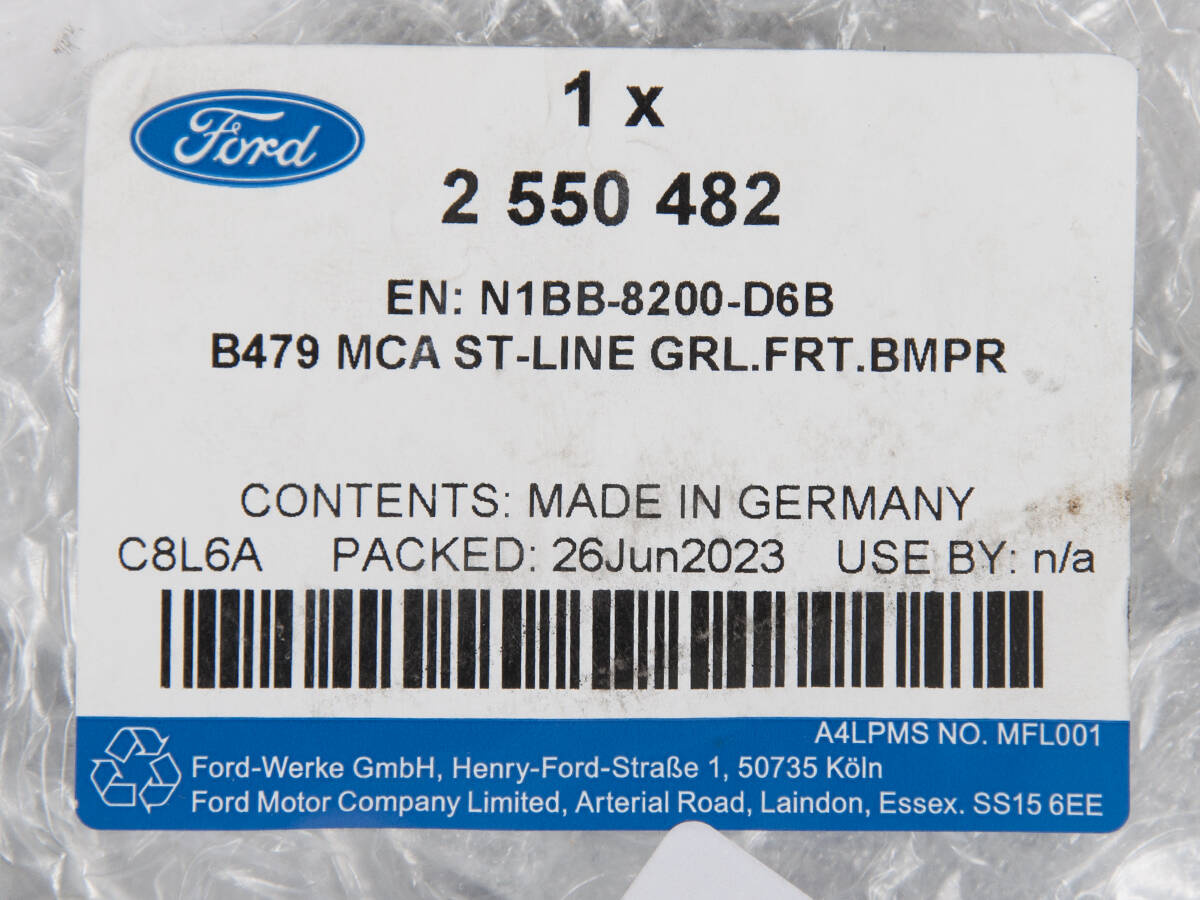 Ford
1 x
2 550 482
EN: N1BB-8200-D6B
B479 MCA ST-LINE GRL.FRT.BMPR
CONTENTS: MADE IN GERMANY
C8L6A PACKED: 26Jun2023 USE BY: n/a
A4LPMS NO. MFL001
Ford-Werke GmbH, Henry-Ford-Straße 1, 50735 Köln
Ford Motor Company Limited, Arterial Road, Laindon, Essex. SS15 6EE